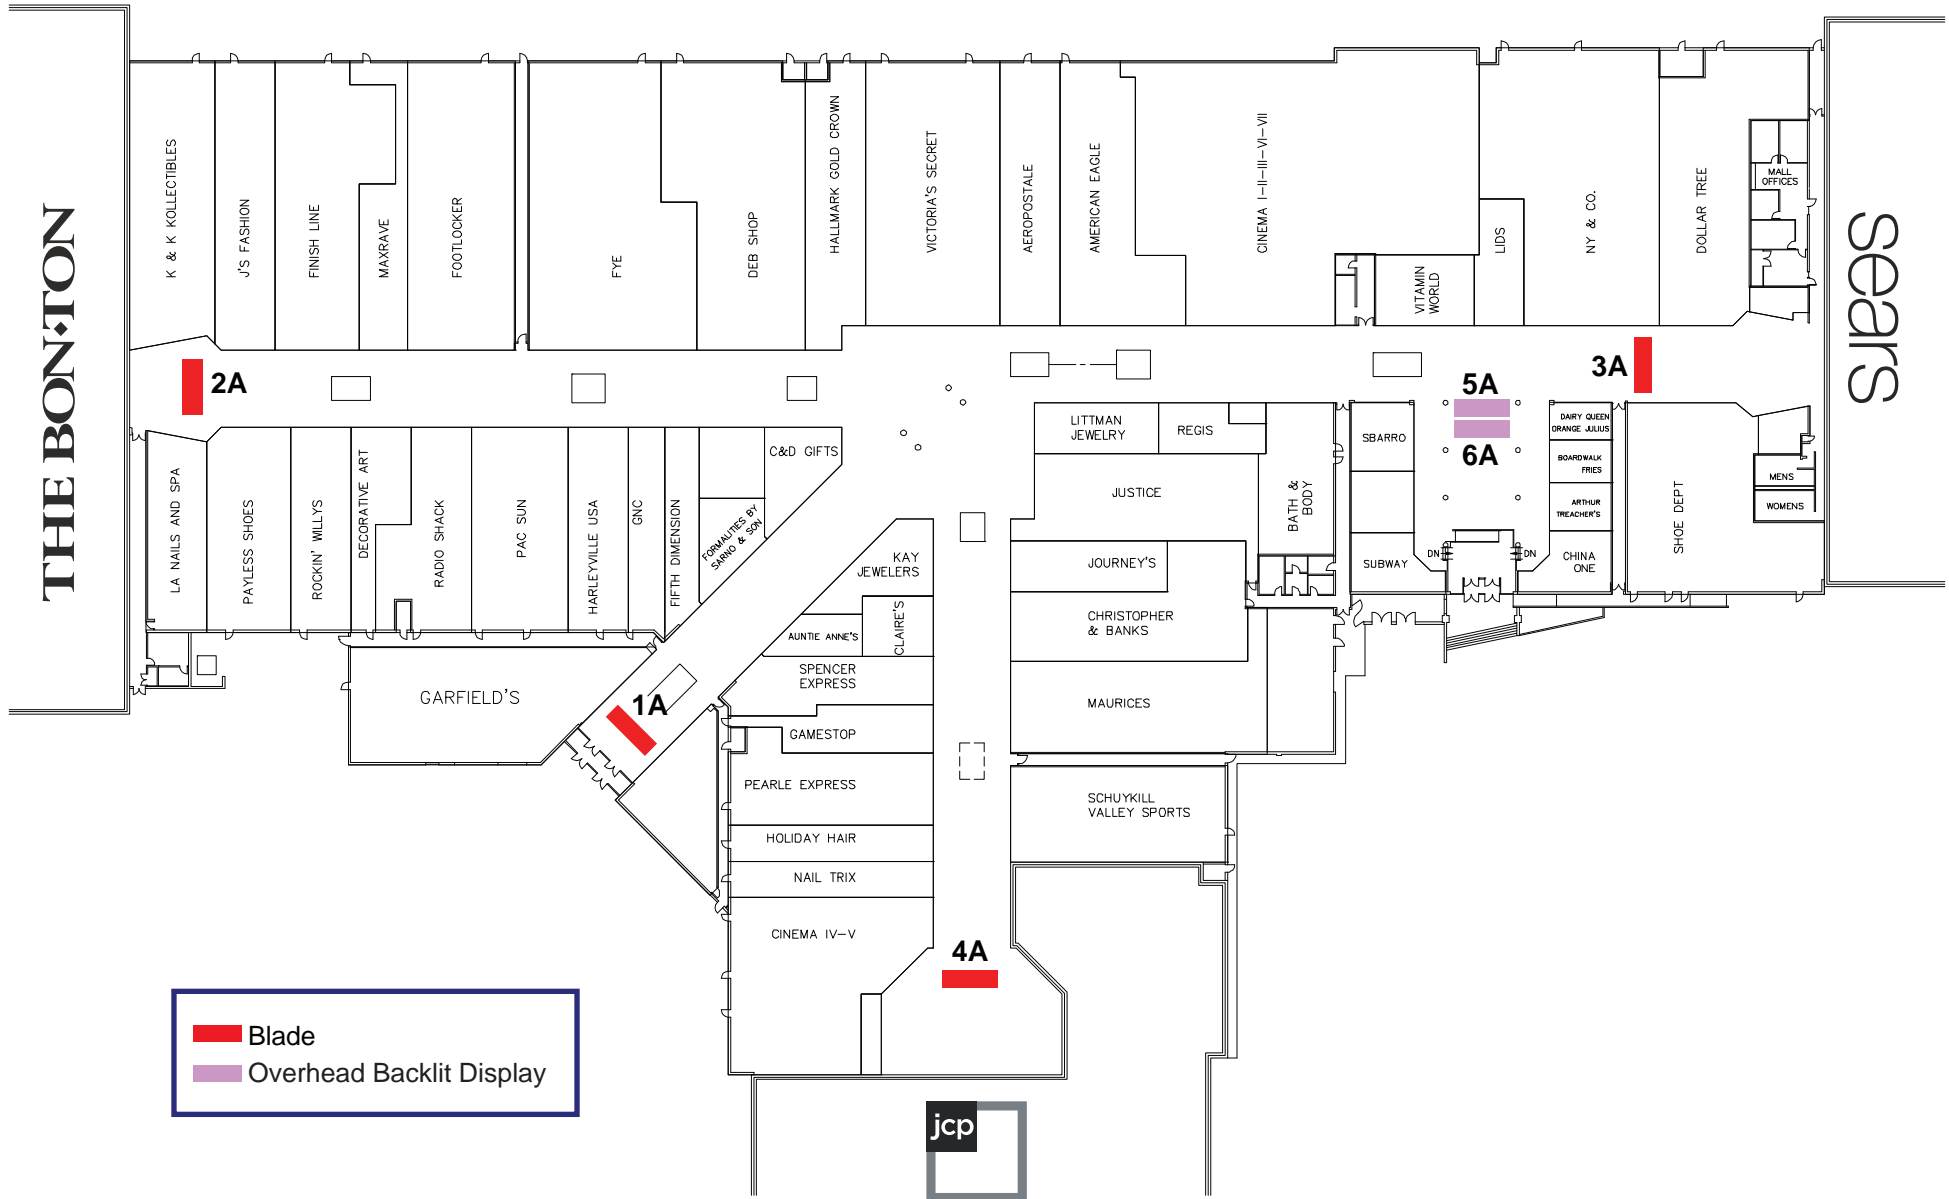 THE BON•TON
K & K KOLLECTIBLES
J'S FASHION
FINISH LINE
MAXRAVE
FOOTLOCKER
FYE
DEB SHOP
HALLMARK GOLD CROWN
VICTORIA'S SECRET
AEROPOSTALE
AMERICAN EAGLE
CINEMA I-II-III-VI-VII
VITAMIN
WORLD
LIDS
NY & CO.
DOLLAR TREE
MALL
OFFICES
sears
2A
3A
5A
6A
LA NAILS AND SPA
PAYLESS SHOES
ROCKIN' WILLYS
DECORATIVE ART
RADIO SHACK
PAC SUN
HARLEYVILLE USA
GNC
FIFTH DIMENSION
FORMALITIES BY
SARNO & SON
C&D GIFTS
LITTMAN
JEWELRY
REGIS
JUSTICE
BATH &
BODY
SBARRO
SUBWAY
DAIRY QUEEN
ORANGE JULIUS
BOARDWALK
FRIES
ARTHUR
TREACHER'S
CHINA
ONE
DN
DN
SHOE DEPT
MENS
WOMENS
KAY
JEWELERS
CLAIRE'S
AUNTIE ANNE'S
SPENCER
EXPRESS
JOURNEY'S
CHRISTOPHER
& BANKS
MAURICES
GARFIELD'S
1A
GAMESTOP
PEARLE EXPRESS
HOLIDAY HAIR
NAIL TRIX
CINEMA IV-V
SCHUYKILL
VALLEY SPORTS
4A
Blade
Overhead Backlit Display
jcp